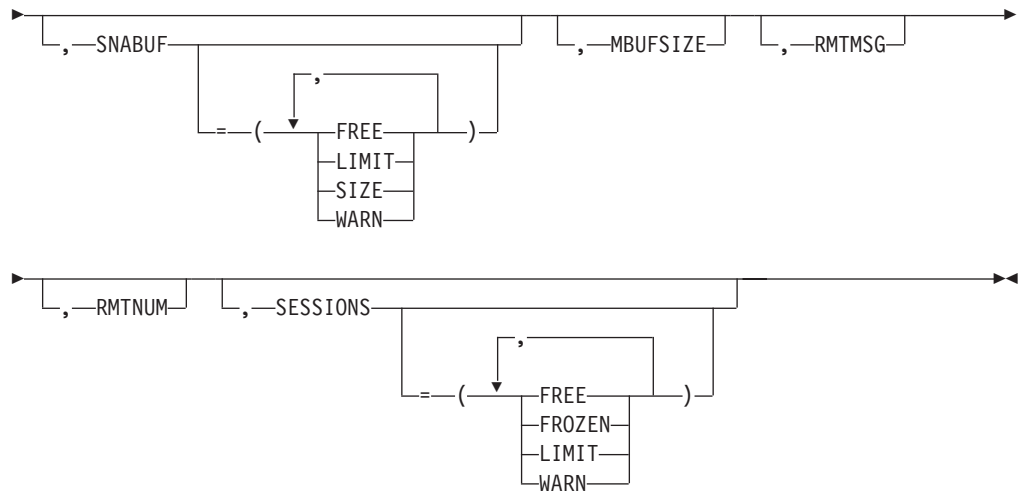 , SNABUF , MBUFSIZE , RMTMSG
,
= ( FREE )
LIMIT
SIZE
WARN
, RMTNUM , SESSIONS
,
= ( FREE )
FROZEN
LIMIT
WARN